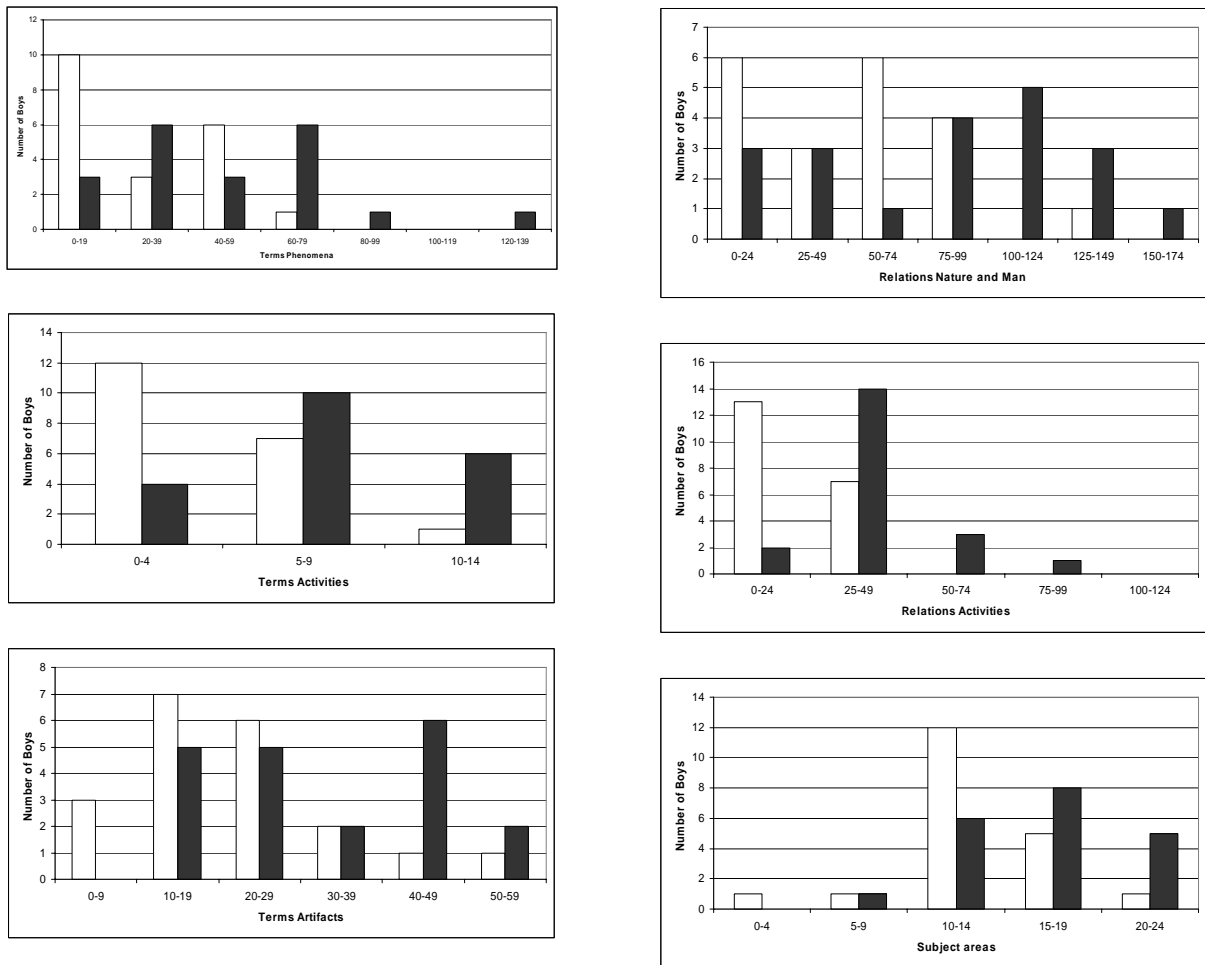 12
10
8
6
4
2
0
Number of Boys
0-19 20-39 40-59 60-79 80-99 100-119 120-139
Terms Phenomena
14
12
10
8
6
4
2
0
Number of Boys
0-4 5-9 10-14
Terms Activities
8
7
6
5
4
3
2
1
0
Number of Boys
0-9 10-19 20-29 30-39 40-49 50-59
Terms Artifacts
7
6
5
4
3
2
1
0
Number of Boys
0-24 25-49 50-74 75-99 100-124 125-149 150-174
Relations Nature and Man
16
14
12
10
8
6
4
2
0
Number of Boys
0-24 25-49 50-74 75-99 100-124
Relations Activities
14
12
10
8
6
4
2
0
Number of Boys
0-4 5-9 10-14 15-19 20-24
Subject areas